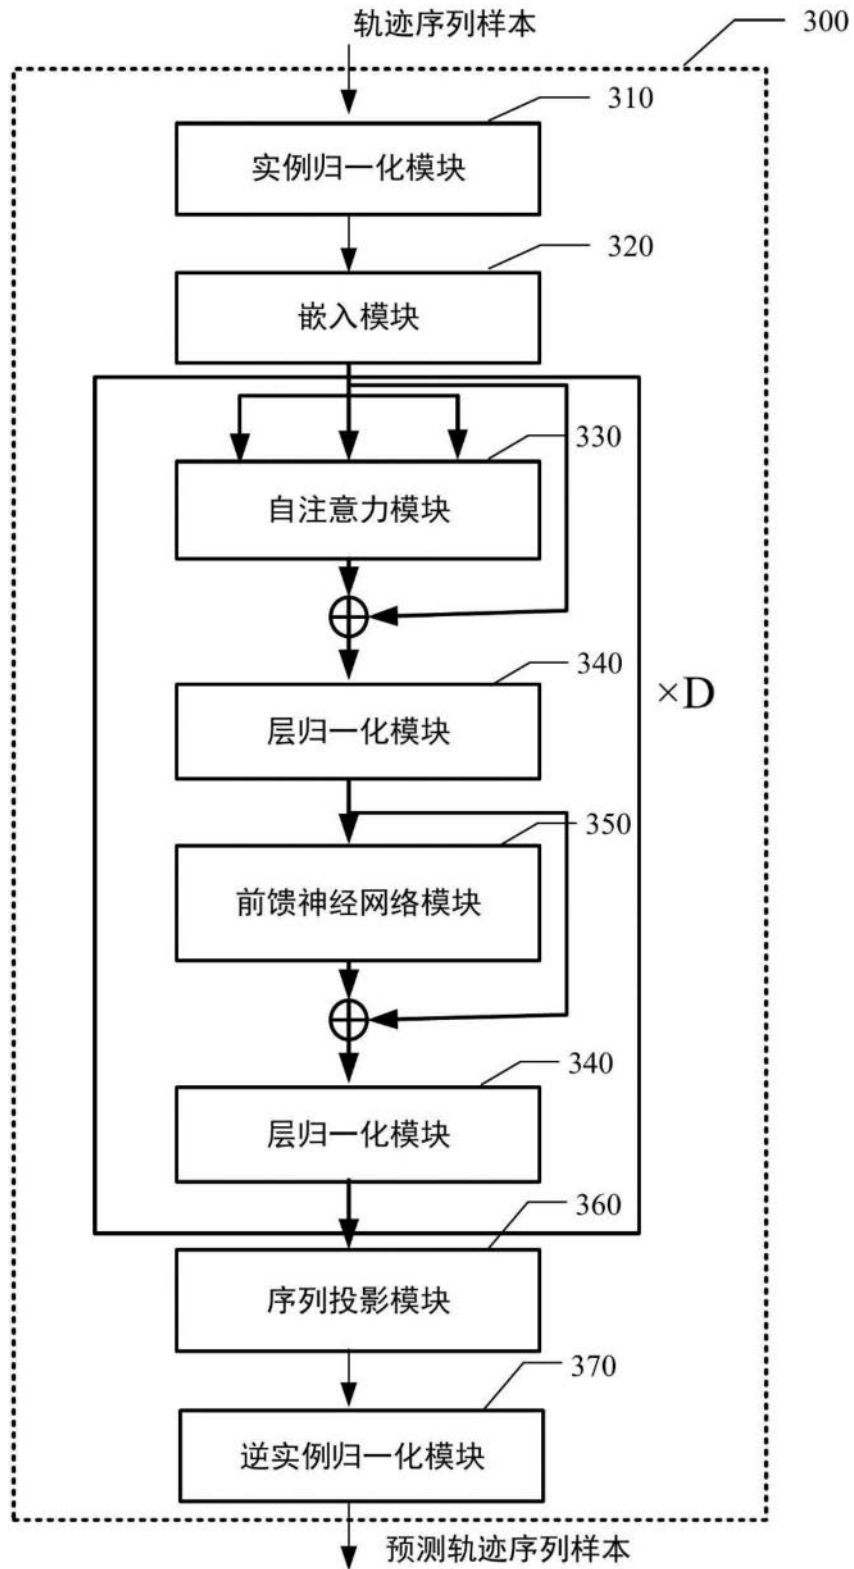 轨迹序列样本
300
310
实例归一化模块
320
嵌入模块
330
自注意力模块
340
层归一化模块
×D
350
前馈神经网络模块
340
层归一化模块
360
序列投影模块
370
逆实例归一化模块
预测轨迹序列样本